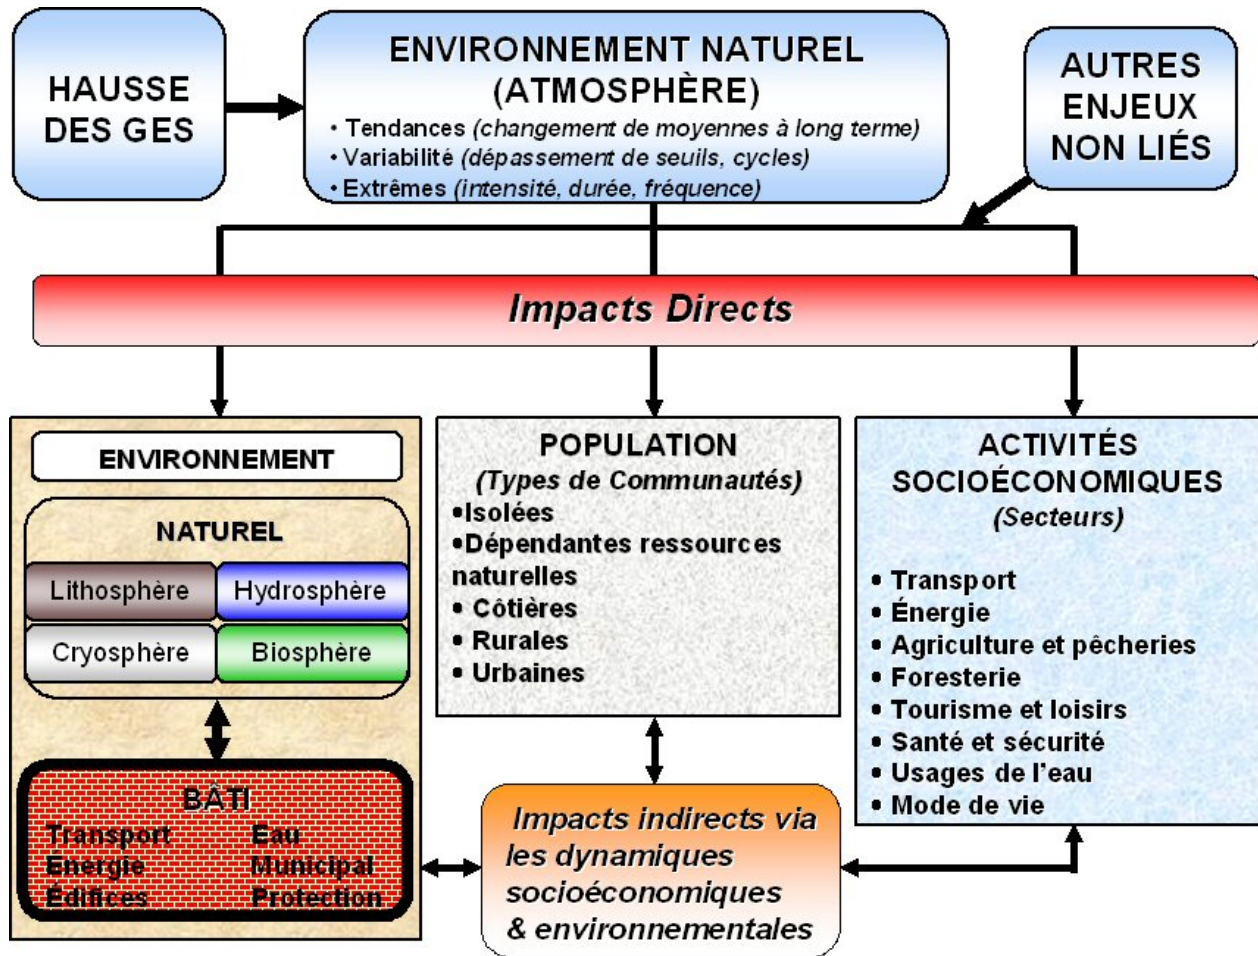 HAUSSE
DES GES
ENVIRONNEMENT NATUREL
(ATMOSPHÈRE)
• Tendances (changement de moyennes à long terme)
• Variabilité (dépassement de seuils, cycles)
• Extrêmes (intensité, durée, fréquence)
AUTRES
ENJEUX
NON LIÉS
Impacts Directs
ENVIRONNEMENT
NATUREL
Lithosphère
Hydrosphère
Cryosphère
Biosphère
BÂTI
Transport
Énergie
Édifices
Eau
Municipal
Protection
POPULATION
(Types de Communautés)
•Isolées
•Dépendantes ressources
naturelles
• Côtières
• Rurales
• Urbaines
Impacts indirects via
les dynamiques
socioéconomiques
& environnementales
ACTIVITÉS
SOCIOÉCONOMIQUES
(Secteurs)
• Transport
• Énergie
• Agriculture et pêcheries
• Foresterie
• Tourisme et loisirs
• Santé et sécurité
• Usages de l'eau
• Mode de vie